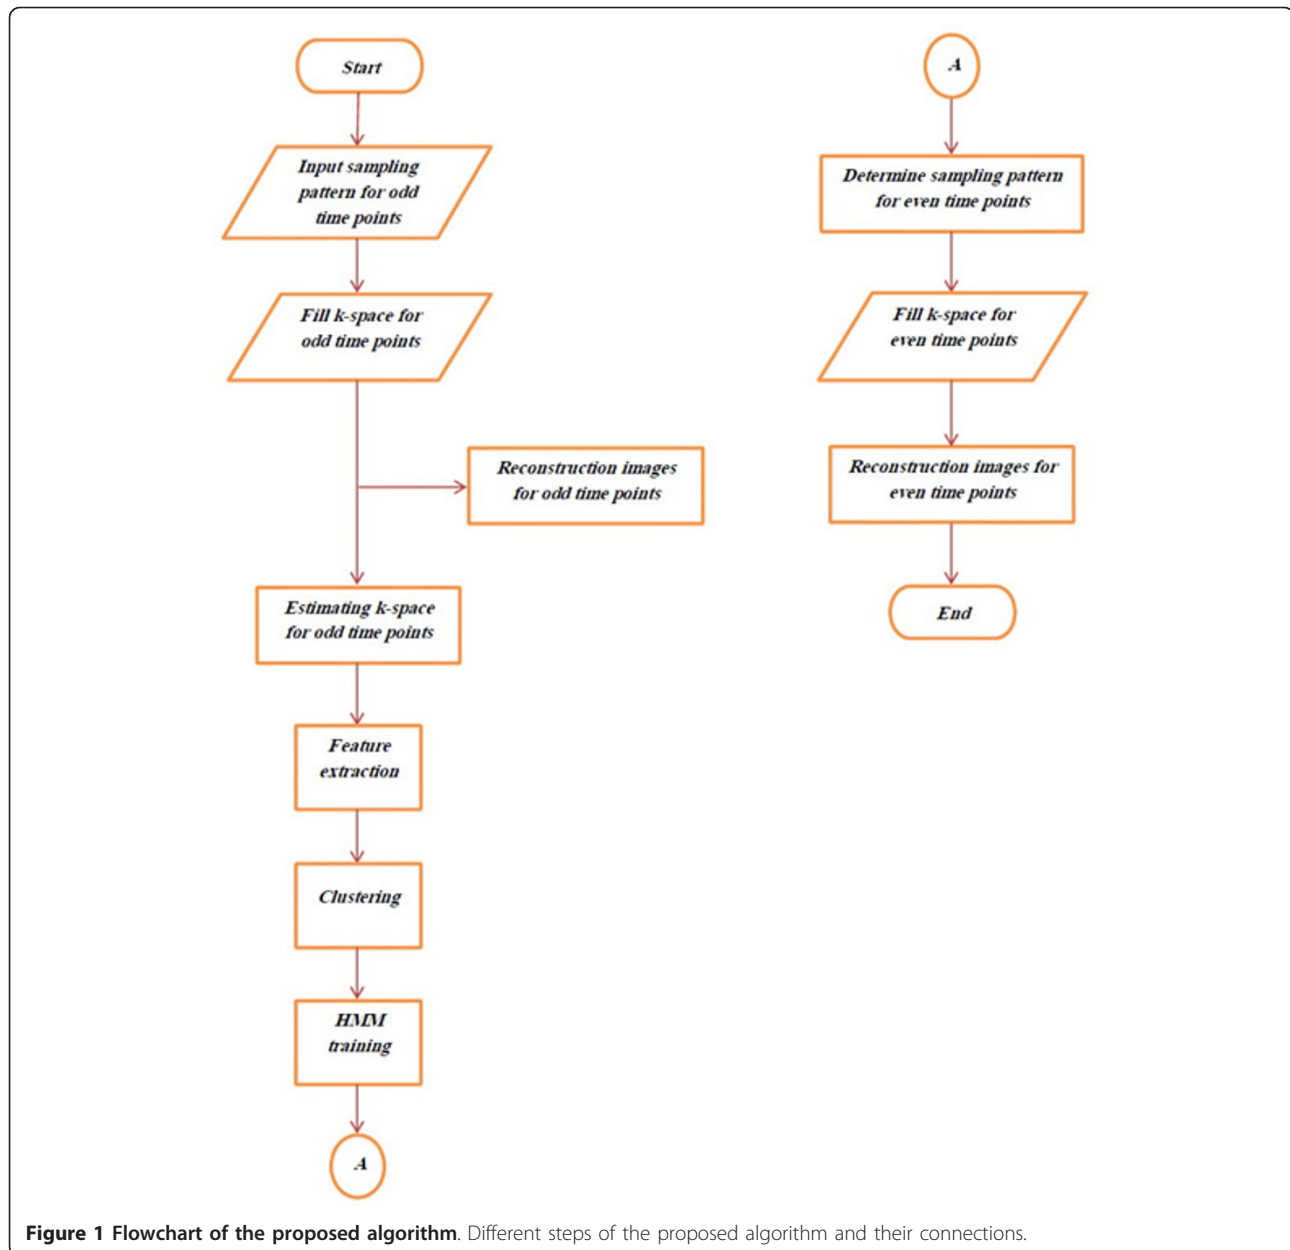 Start
Input sampling
pattern for odd
time points
Fill k-space for
odd time points
Reconstruction images
for odd time points
Estimating k-space
for odd time points
Feature
extraction
Clustering
HMM
training
A
A
Determine sampling pattern
for even time points
Fill k-space for
even time points
Reconstruction images for
even time points
End
Figure 1 Flowchart of the proposed algorithm. Different steps of the proposed algorithm and their connections.